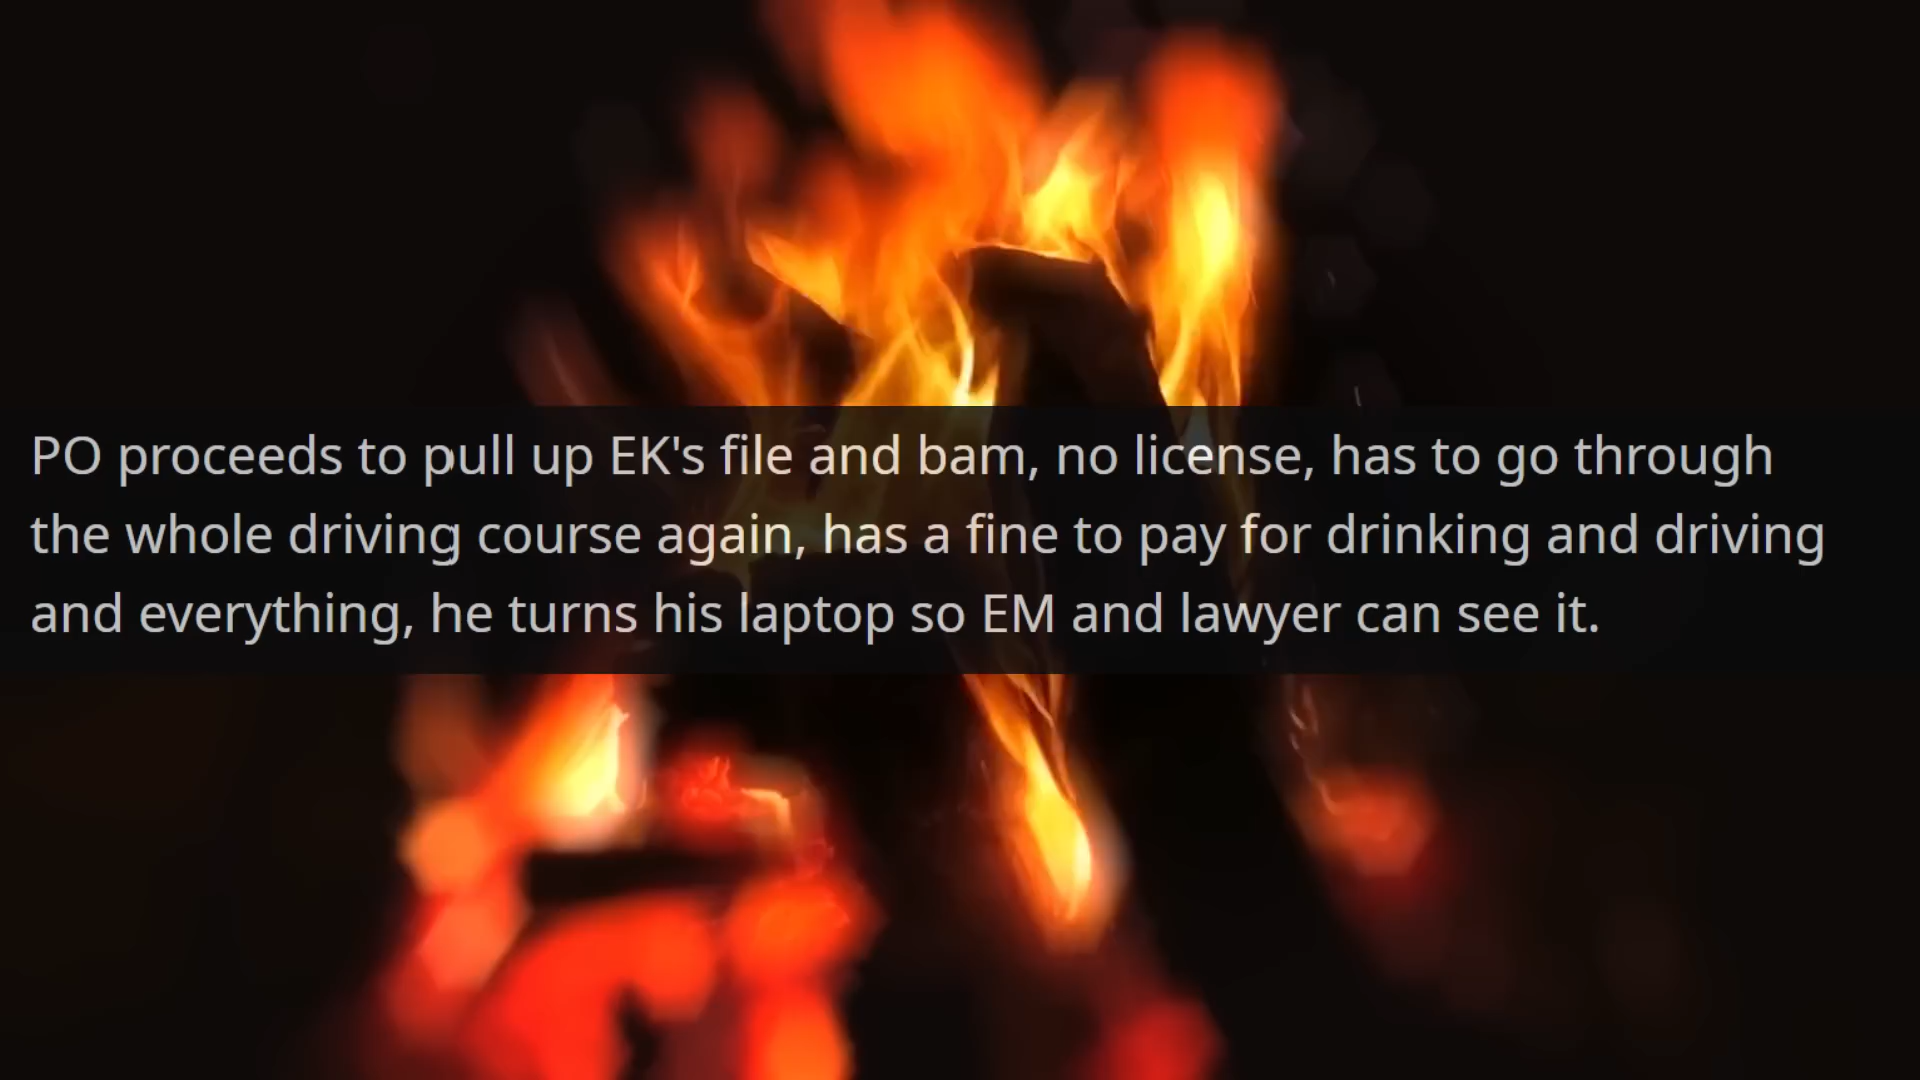 PO proceeds to pull up EK's file and bam, no license, has to go through
the whole driving course again, has a fine to pay for drinking and driving
and everything, he turns his laptop so EM and lawyer can see it.